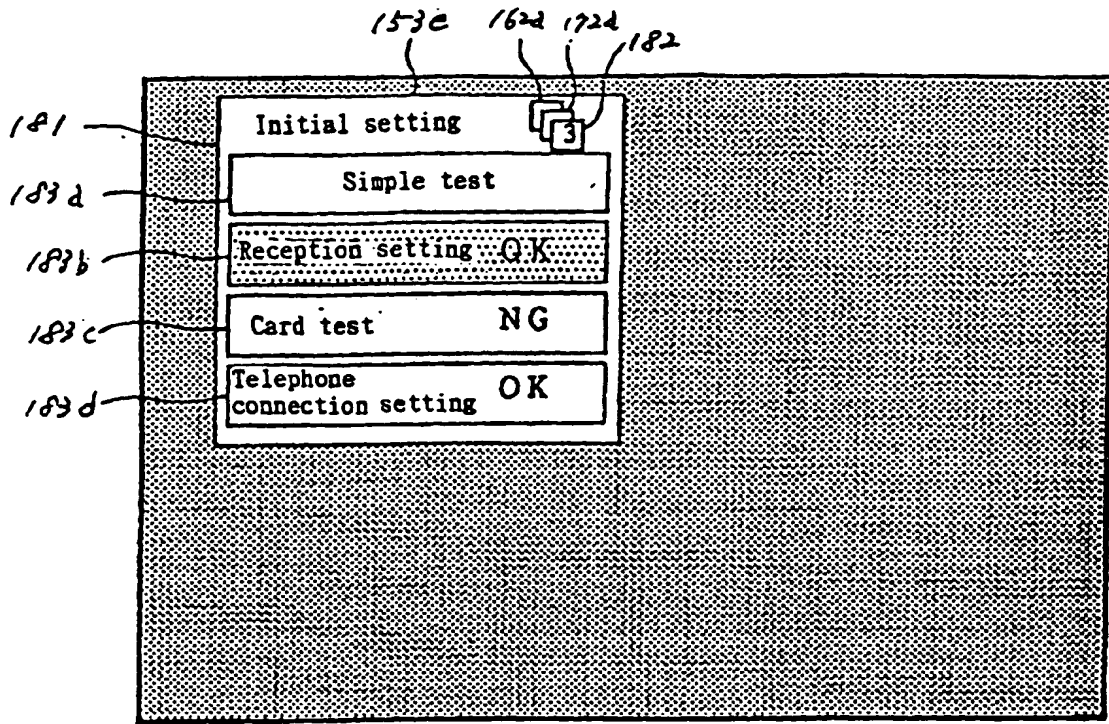 153e 162d 172d 182
181
Initial setting
3
183a
Simple test
183b
Reception setting OK
183c
Card test NG
183d
Telephone
connection setting OK